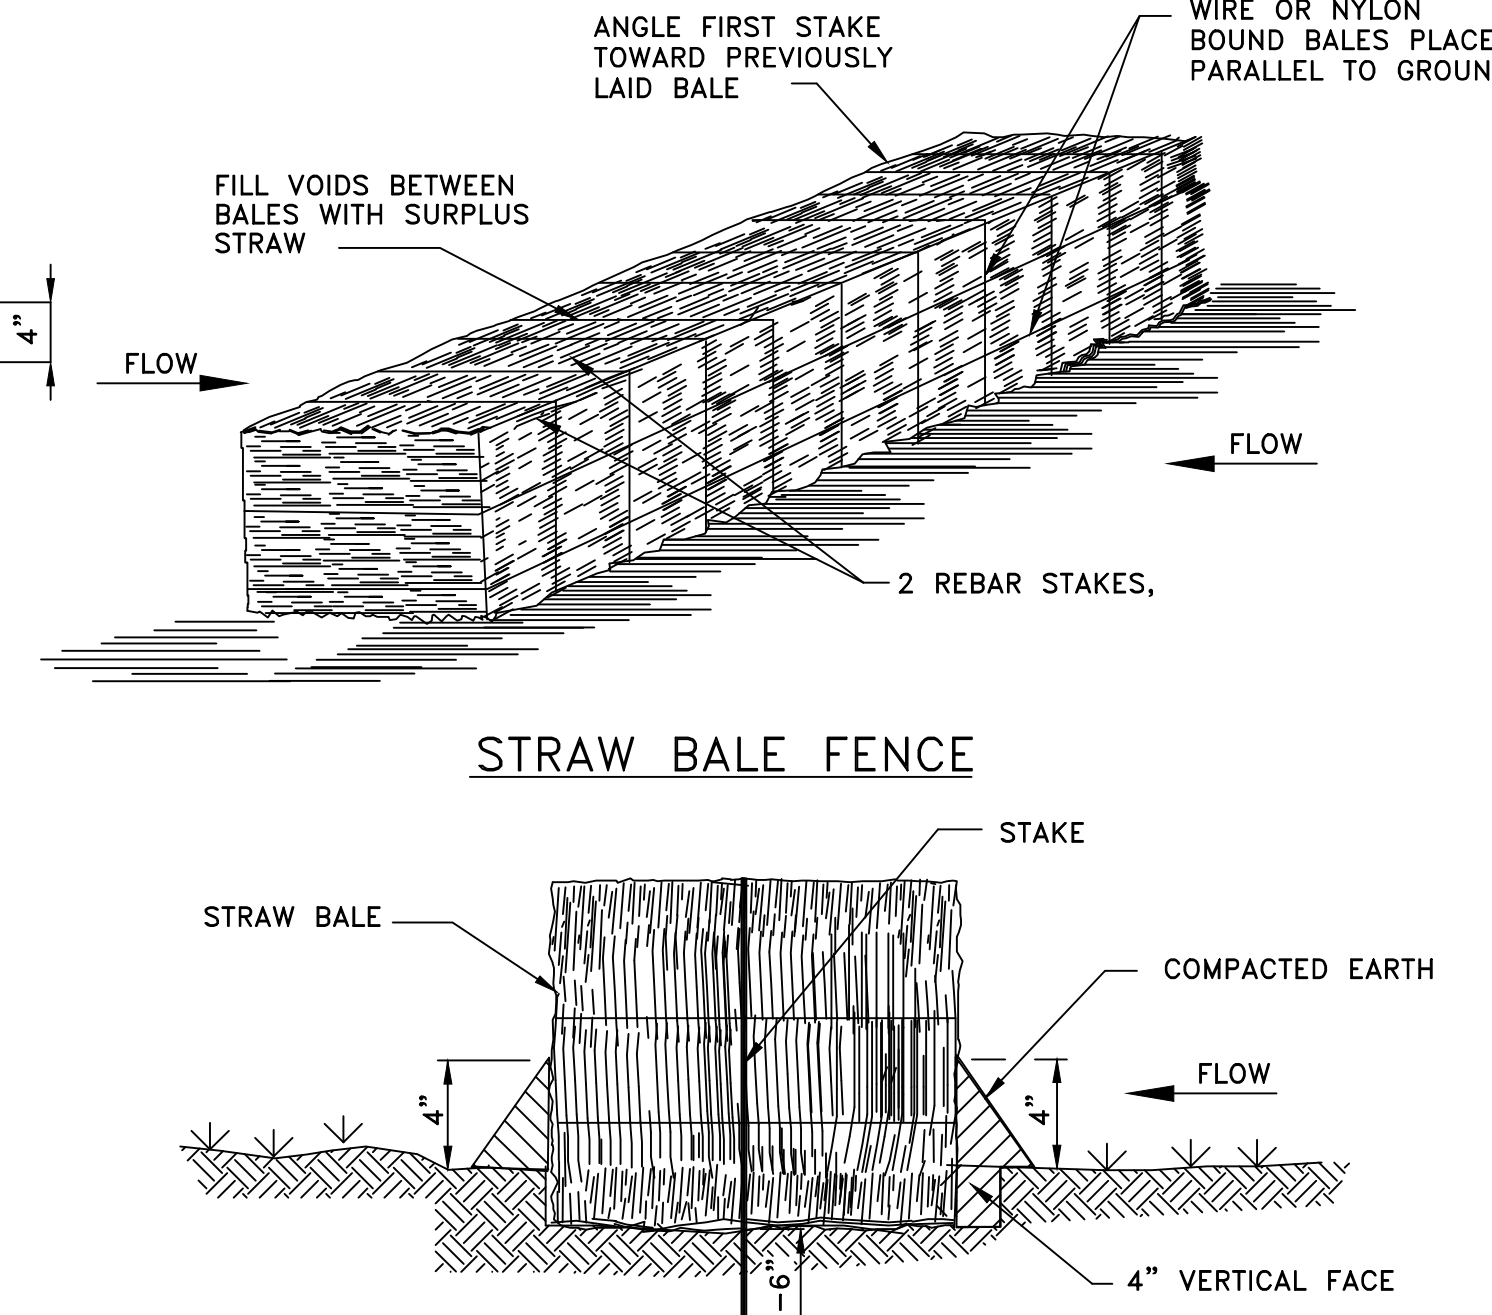 ANGLE FIRST STAKE
TOWARD PREVIOUSLY
LAID BALE
WIRE OR NYLON
BOUND BALES PLACE
PARALLEL TO GROUN
FILL VOIDS BETWEEN
BALES WITH SURPLUS
STRAW
4"
FLOW
FLOW
2 REBAR STAKES,
STRAW BALE FENCE
STAKE
STRAW BALE
COMPACTED EARTH
FLOW
4"
4"
-6"
4" VERTICAL FACE